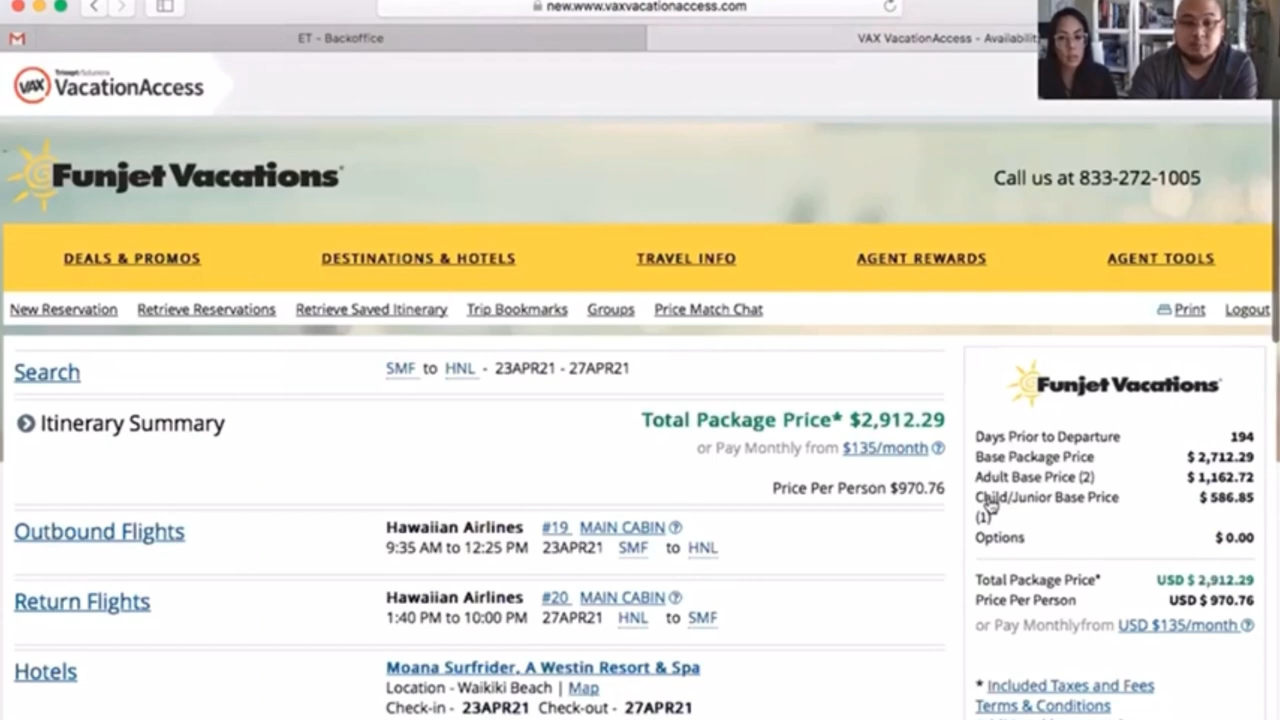 new.www.vaxvacationaccess.com
ET - Backoffice
VAX VacationAccess - Availabilit
VAX
VacationAccess
Funjet Vacations
Call us at 833-272-1005
DEALS & PROMOS
DESTINATIONS & HOTELS
TRAVEL INFO
AGENT REWARDS
AGENT TOOLS
New Reservation
Retrieve Reservations
Retrieve Saved Itinerary
Trip Bookmarks
Groups
Price Match Chat
Print
Logout
Search
SMF to HNL - 23APR21 - 27APR21
Itinerary Summary
Total Package Price* $2,912.29
or Pay Monthly from $135/month
Price Per Person $970.76
Outbound Flights
Hawaiian Airlines #19 MAIN CABIN
9:35 AM to 12:25 PM 23APR21 SMF to HNL
Return Flights
Hawaiian Airlines #20 MAIN CABIN
1:40 PM to 10:00 PM 27APR21 HNL to SMF
Hotels
Moana Surfrider, A Westin Resort & Spa
Location - Waikiki Beach | Map
Check-in - 23APR21 Check-out - 27APR21
Funjet Vacations
Days Prior to Departure 194
Base Package Price $ 2,712.29
Adult Base Price (2) $ 1,162.72
Child/Junior Base Price $ 586.85
(1)
Options $ 0.00
Total Package Price* USD $ 2,912.29
Price Per Person USD $ 970.76
or Pay Monthlyfrom USD $135/month
* Included Taxes and Fees
Terms & Conditions